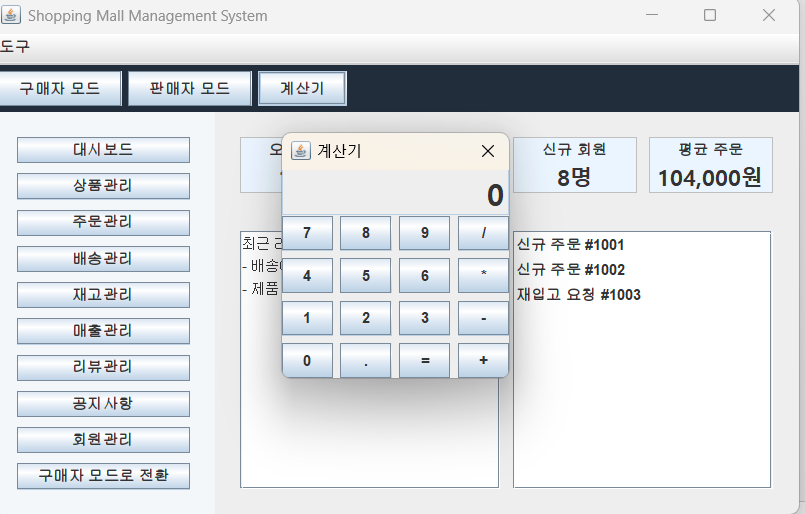 Shopping Mall Management System
도구
구매자 모드
판매자 모드
계산기
대시보드
상품관리
주문관리
배송관리
재고관리
매출관리
리뷰관리
공지사항
회원관리
구매자 모드로 전환
신규 회원
8명
평균 주문
104,000원
최근
- 배송
- 제품
신규 주문 #1001
신규 주문 #1002
재입고 요청 #1003
계산기
0
7 8 9 /
4 5 6 *
1 2 3 -
0 . = +